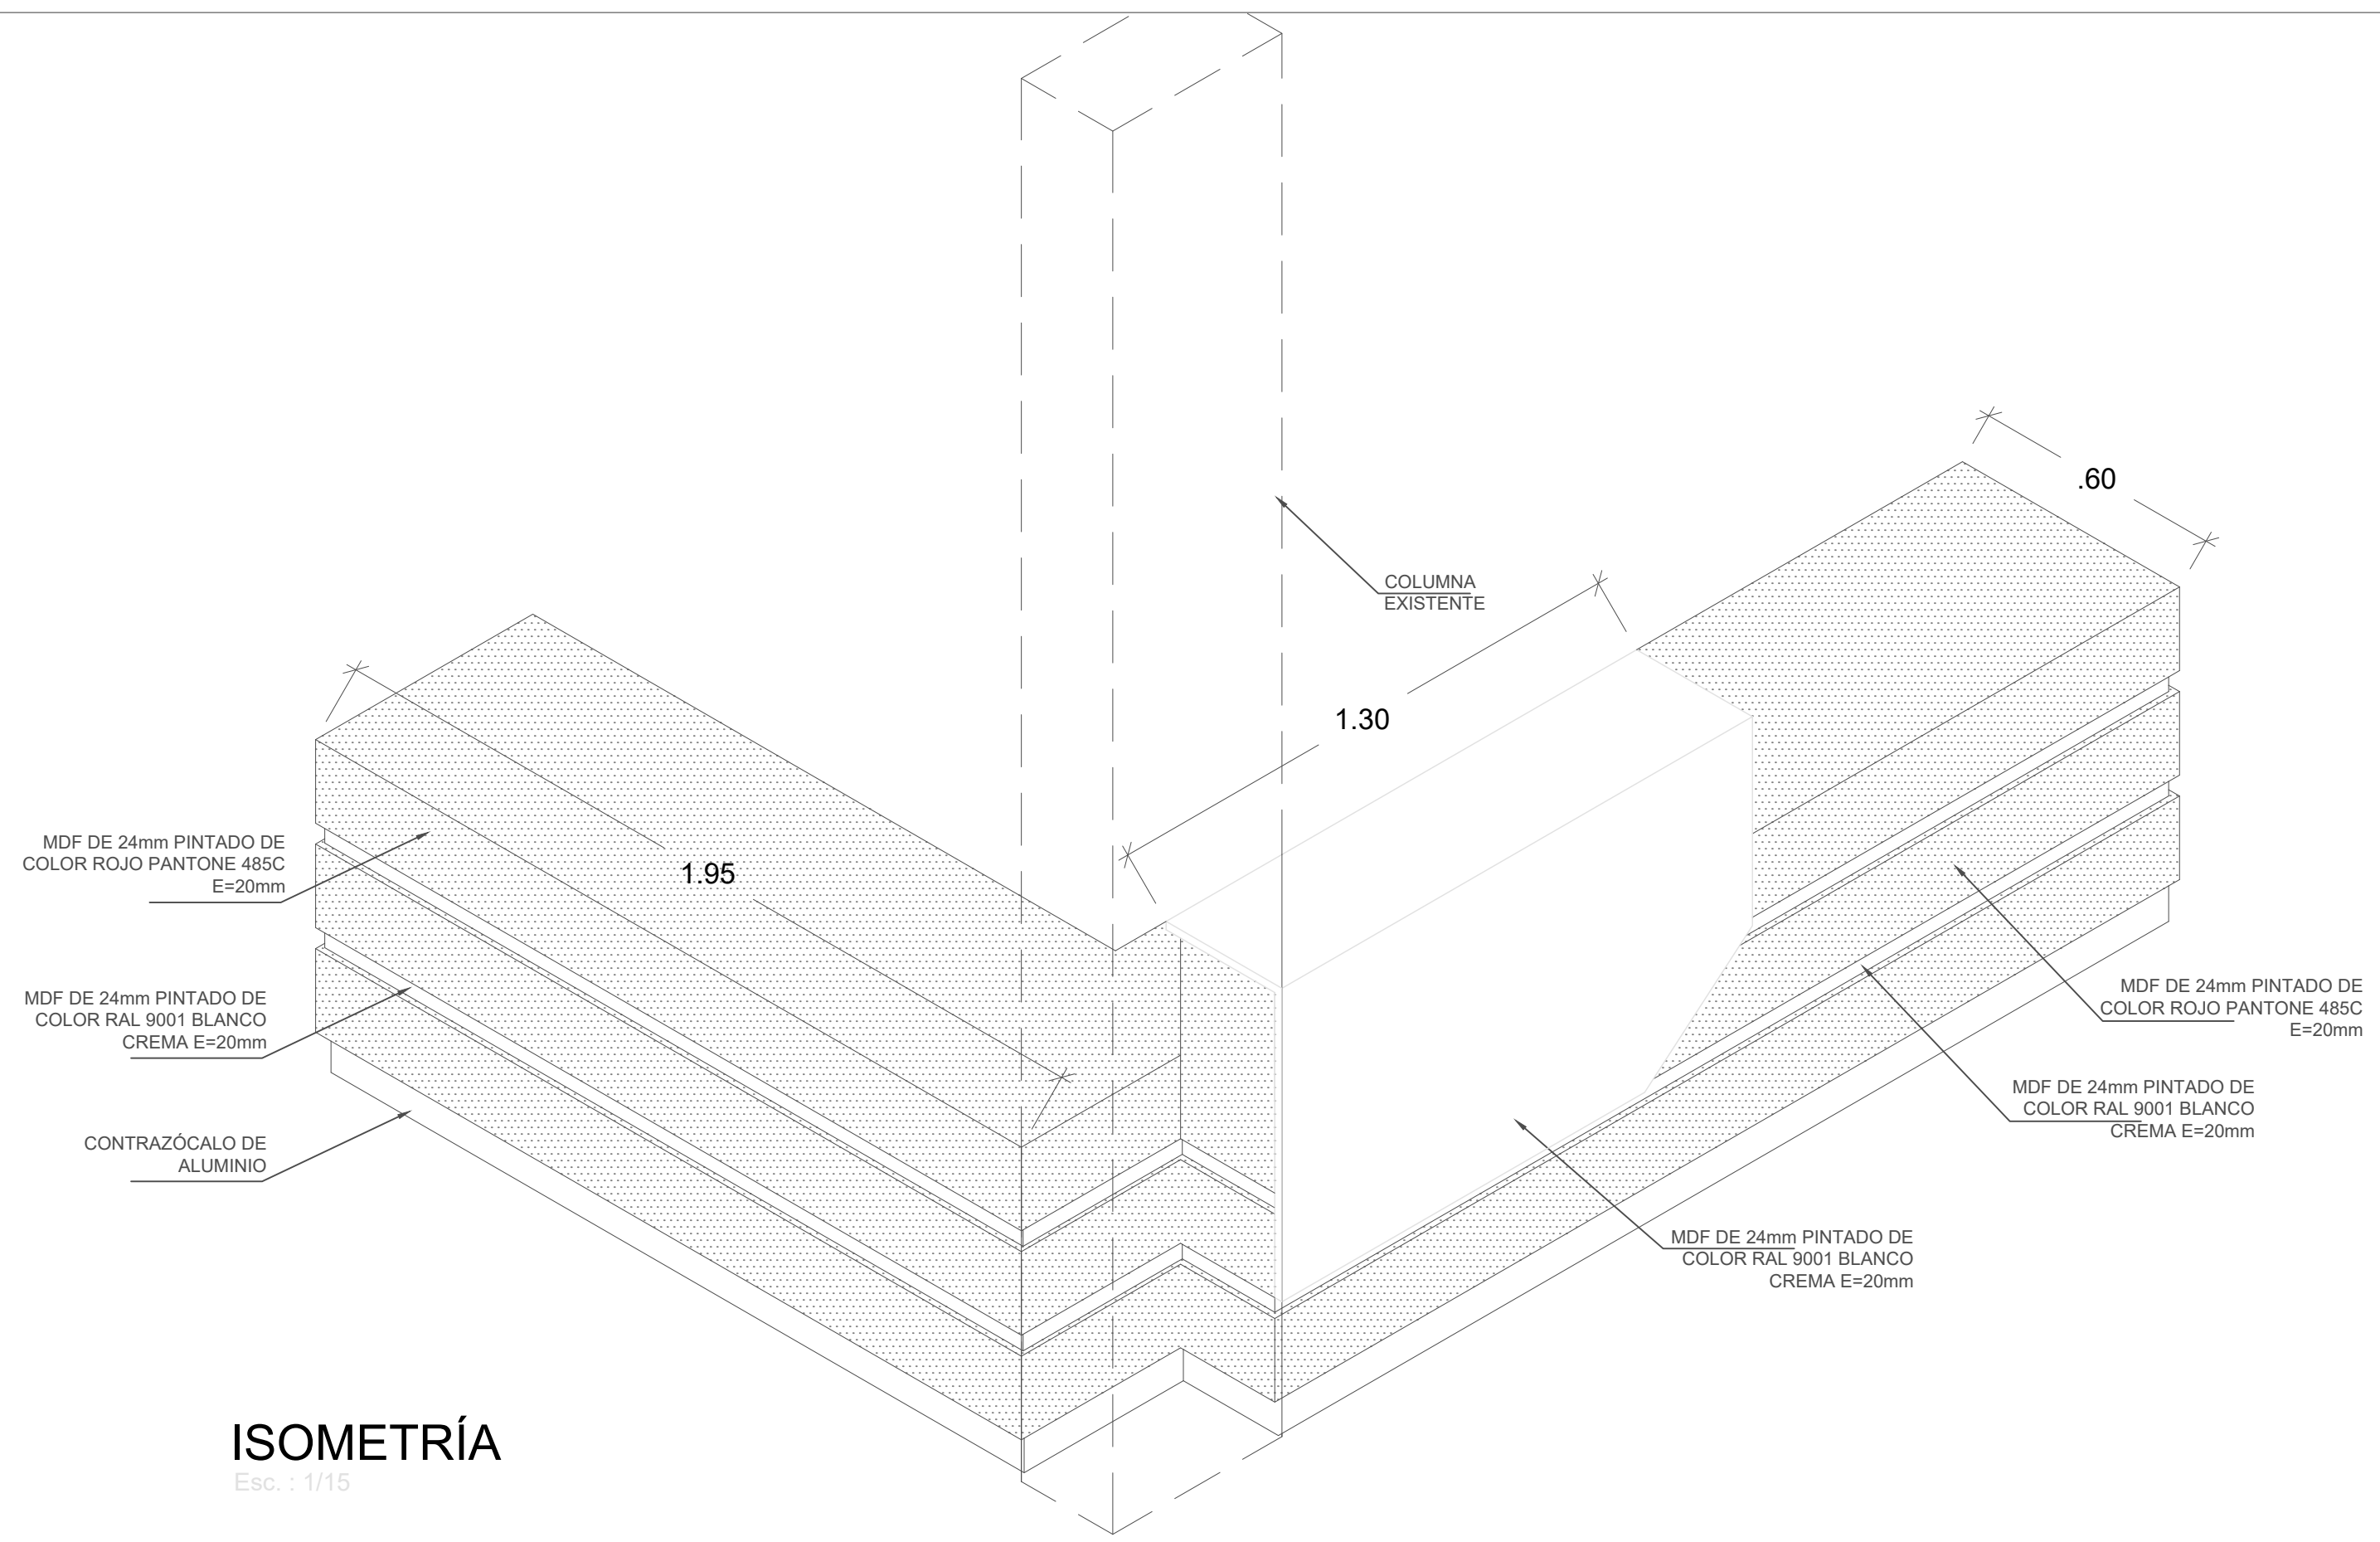 .60
COLUMNA
EXISTENTE
1.30
1.95
MDF DE 24mm PINTADO DE
COLOR ROJO PANTONE 485C
E=20mm
MDF DE 24mm PINTADO DE
COLOR RAL 9001 BLANCO
CREMA E=20mm
CONTRAZÓCALO DE
ALUMINIO
MDF DE 24mm PINTADO DE
COLOR ROJO PANTONE 485C
E=20mm
MDF DE 24mm PINTADO DE
COLOR RAL 9001 BLANCO
CREMA E=20mm
MDF DE 24mm PINTADO DE
COLOR RAL 9001 BLANCO
CREMA E=20mm
ISOMETRÍA
Esc. : 1/15